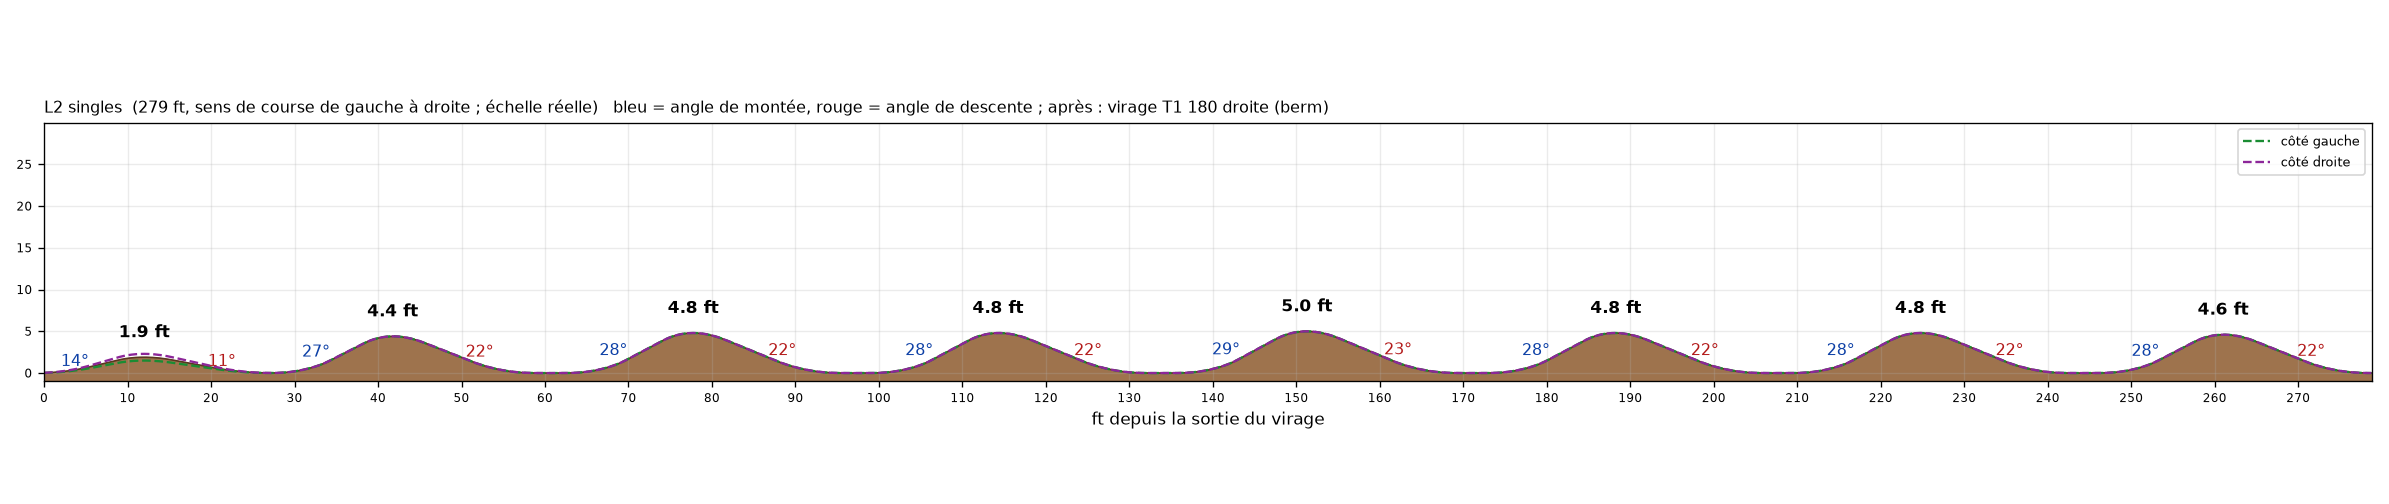 L2 singles  (279 ft, sens de course de gauche à droite ; échelle réelle)   bleu = angle de montée, rouge = angle de descente ; après : virage T1 180 droite (berm)
côté gauche
côté droite
25
20
15
10
5
0
1.9 ft
4.4 ft
4.8 ft
4.8 ft
5.0 ft
4.8 ft
4.8 ft
4.6 ft
14° 11° 27° 22° 28° 22° 28° 22° 29° 23° 28° 22° 28° 22° 28° 22°
0 10 20 30 40 50 60 70 80 90 100 110 120 130 140 150 160 170 180 190 200 210 220 230 240 250 260 270
ft depuis la sortie du virage